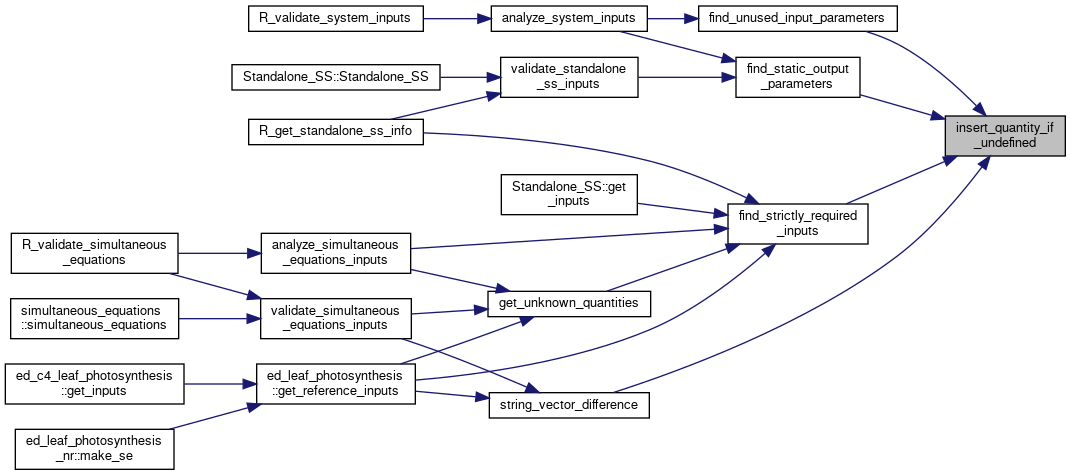 R_validate_system_inputs
analyze_system_inputs
find_unused_input_parameters
Standalone_SS::Standalone_SS
validate_standalone
_ss_inputs
find_static_output
_parameters
R_get_standalone_ss_info
insert_quantity_if
_undefined
Standalone_SS::get
_inputs
find_strictly_required
_inputs
R_validate_simultaneous
_equations
analyze_simultaneous
_equations_inputs
get_unknown_quantities
simultaneous_equations
::simultaneous_equations
validate_simultaneous
_equations_inputs
ed_c4_leaf_photosynthesis
::get_inputs
ed_leaf_photosynthesis
::get_reference_inputs
string_vector_difference
ed_leaf_photosynthesis
_nr::make_se